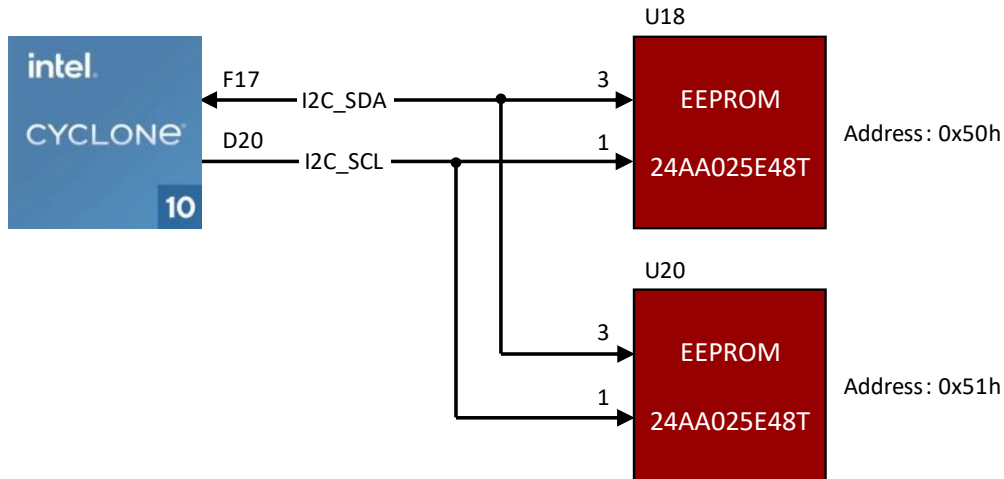 U18
intel.
CYCLONE®
10
F17
I2C_SDA
D20
I2C_SCL
3
1
EEPROM
24AA025E48T
Address: 0x50h
U20
3
1
EEPROM
24AA025E48T
Address: 0x51h